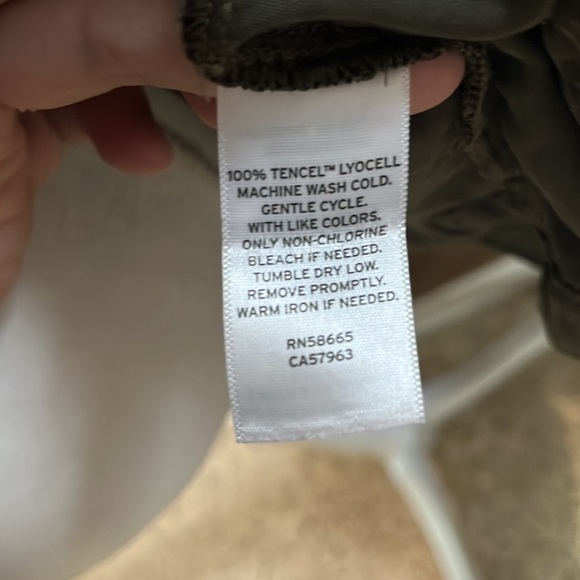 100% TENCEL™ LYOCELL
MACHINE WASH COLD.
GENTLE CYCLE.
WITH LIKE COLORS.
ONLY NON-CHLORINE
BLEACH IF NEEDED.
TUMBLE DRY LOW.
REMOVE PROMPTLY.
WARM IRON IF NEEDED.
RN58665
CA57963